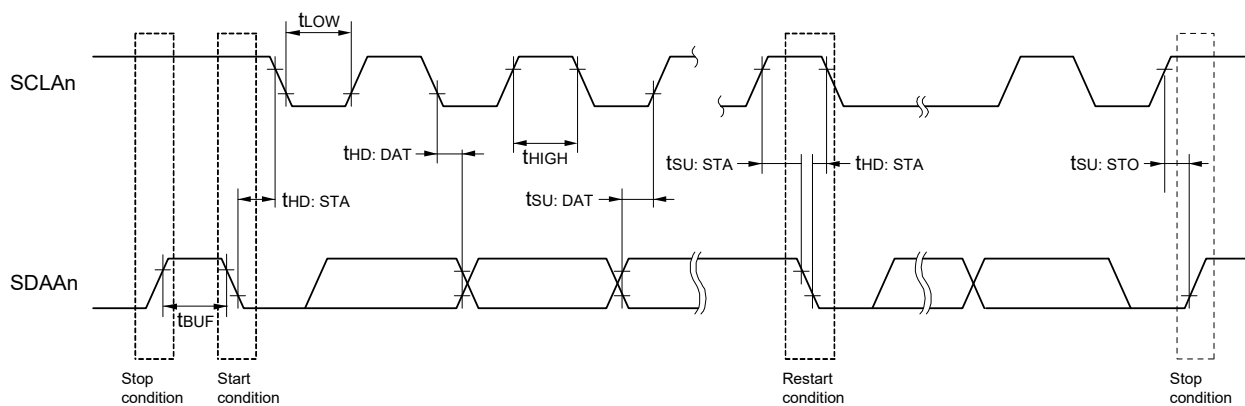 tLOW
SCLAn
tHD: DAT
tHIGH
tSU: STA
tHD: STA
tSU: STO
tHD: STA
tSU: DAT
SDAAn
tBUF
Stop
condition
Start
condition
Restart
condition
Stop
condition